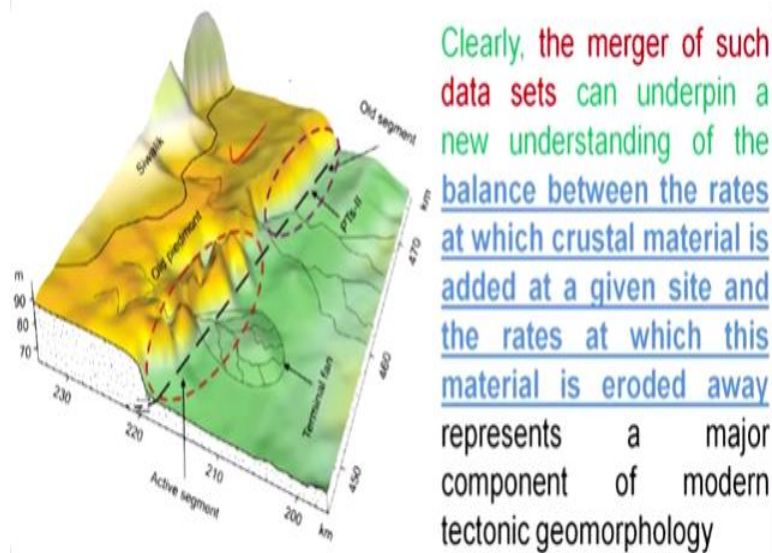 Clearly, the merger of such
data sets can underpin a
new understanding of the
balance between the rates
at which crustal material is
added at a given site and
the rates at which this
material is eroded away
represents a major
component of modern
tectonic geomorphology
Siwalik
Old piedment
Old segment
PTs-II
Terminal fan
Active segment
m
90
80
70
230
220
210
200
km
450
460
470
km